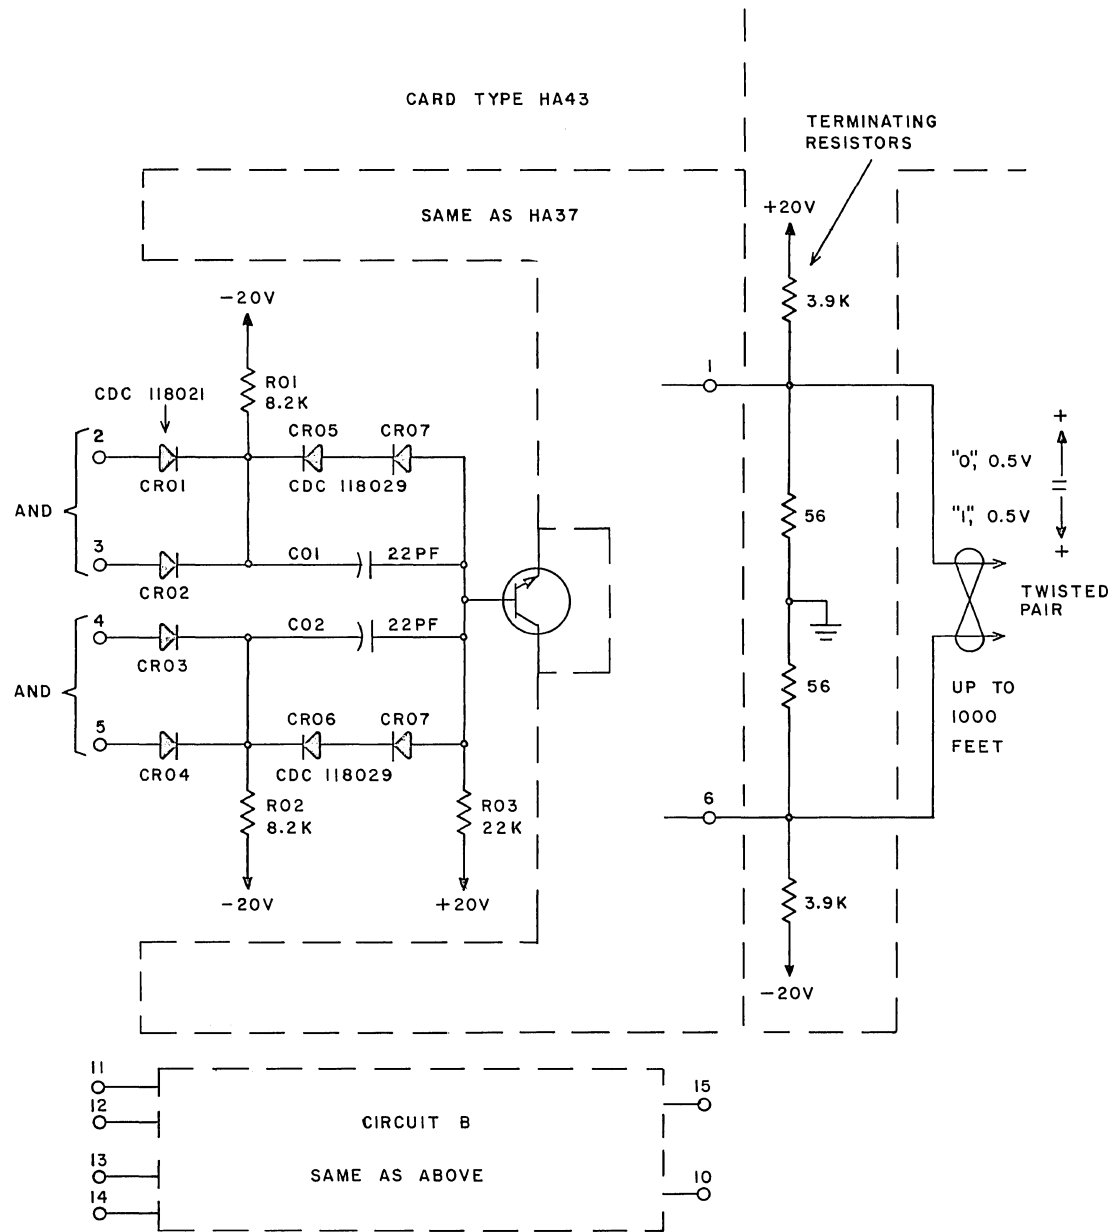 CARD TYPE HA43
TERMINATING
RESISTORS
SAME AS HA37
+20V
3.9K
-20V
R01
8.2K
CDC 118021
2
CR01
CR05
CR07
CDC 118029
AND
3
CR02
C01
22PF
4
CR03
C02
22PF
AND
5
CR04
CR06
CR07
CDC 118029
R02
8.2K
R03
22K
-20V
+20V
1
56
56
6
3.9K
-20V
+
"0", 0.5V
=
"1", 0.5V
+
TWISTED
PAIR
UP TO
1000
FEET
11
12
13
14
CIRCUIT B
SAME AS ABOVE
15
10